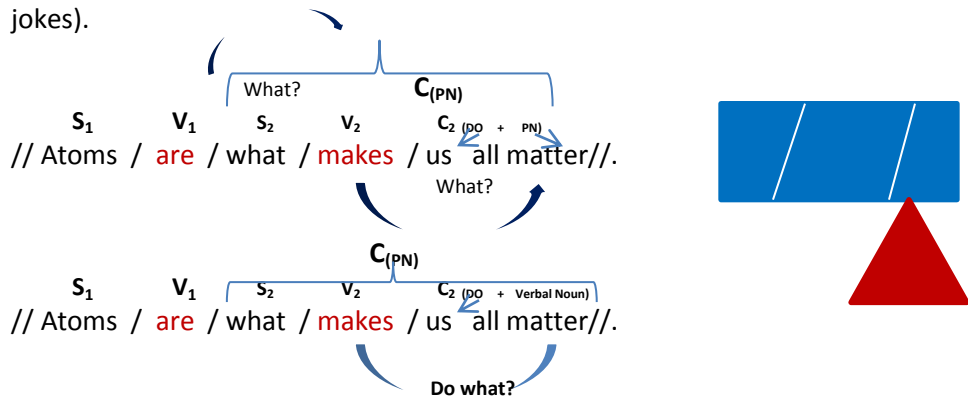 jokes).
What? C(PN)
S1 V1 S2 V2 C2 (DO + PN)
// Atoms / are / what / makes / us all matter//.
What?
C(PN)
S1 V1 S2 V2 C2 (DO + Verbal Noun)
// Atoms / are / what / makes / us all matter//.
Do what?